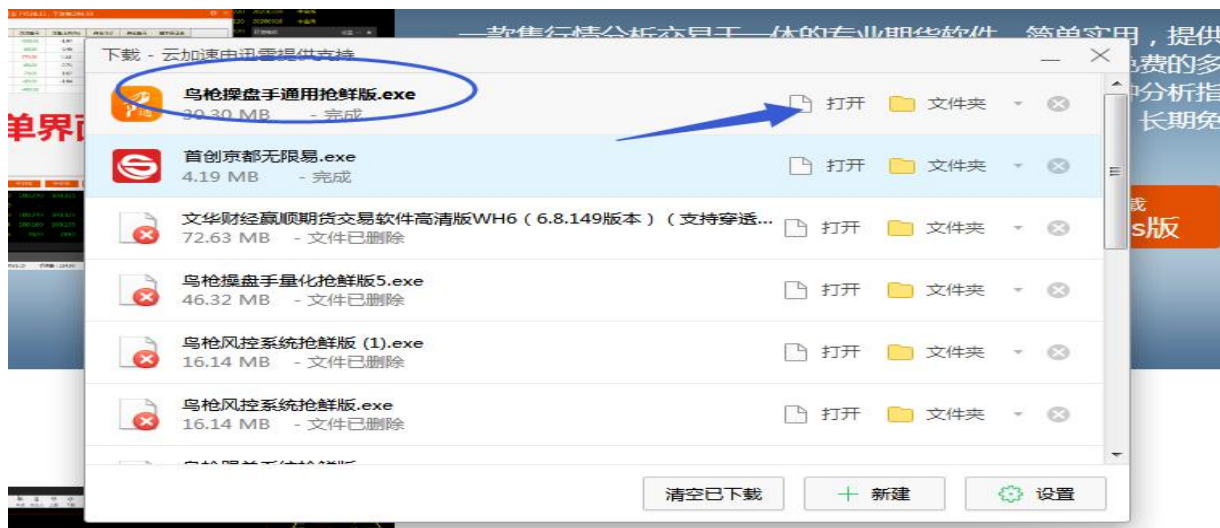 一款集行情分析交易于一体的专业期货软件，简单实用，提供
下载 - 云加速由迅雷提供支持
费的多
中分析指
长期免
单界面
载
s版
鸟枪操盘手通用抢鲜版.exe
30.30 MB - 完成
打开 文件夹
首创京都无限易.exe
4.19 MB - 完成
打开 文件夹
文华财经赢顺期货交易软件高清版WH6（6.8.149版本）（支持穿透...
72.63 MB - 文件已删除
打开 文件夹
鸟枪操盘手量化抢鲜版5.exe
46.32 MB - 文件已删除
打开 文件夹
鸟枪风控系统抢鲜版 (1).exe
16.14 MB - 文件已删除
打开 文件夹
鸟枪风控系统抢鲜版.exe
16.14 MB - 文件已删除
打开 文件夹
清空已下载 新建 设置